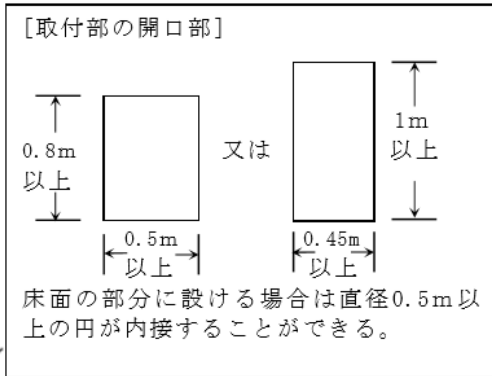 [取付部の開口部]
0.8m
以上
0.5m
以上
又は
1m
以上
0.45m
以上
床面の部分に設ける場合は直径0.5m以
上の円が内接することができる。